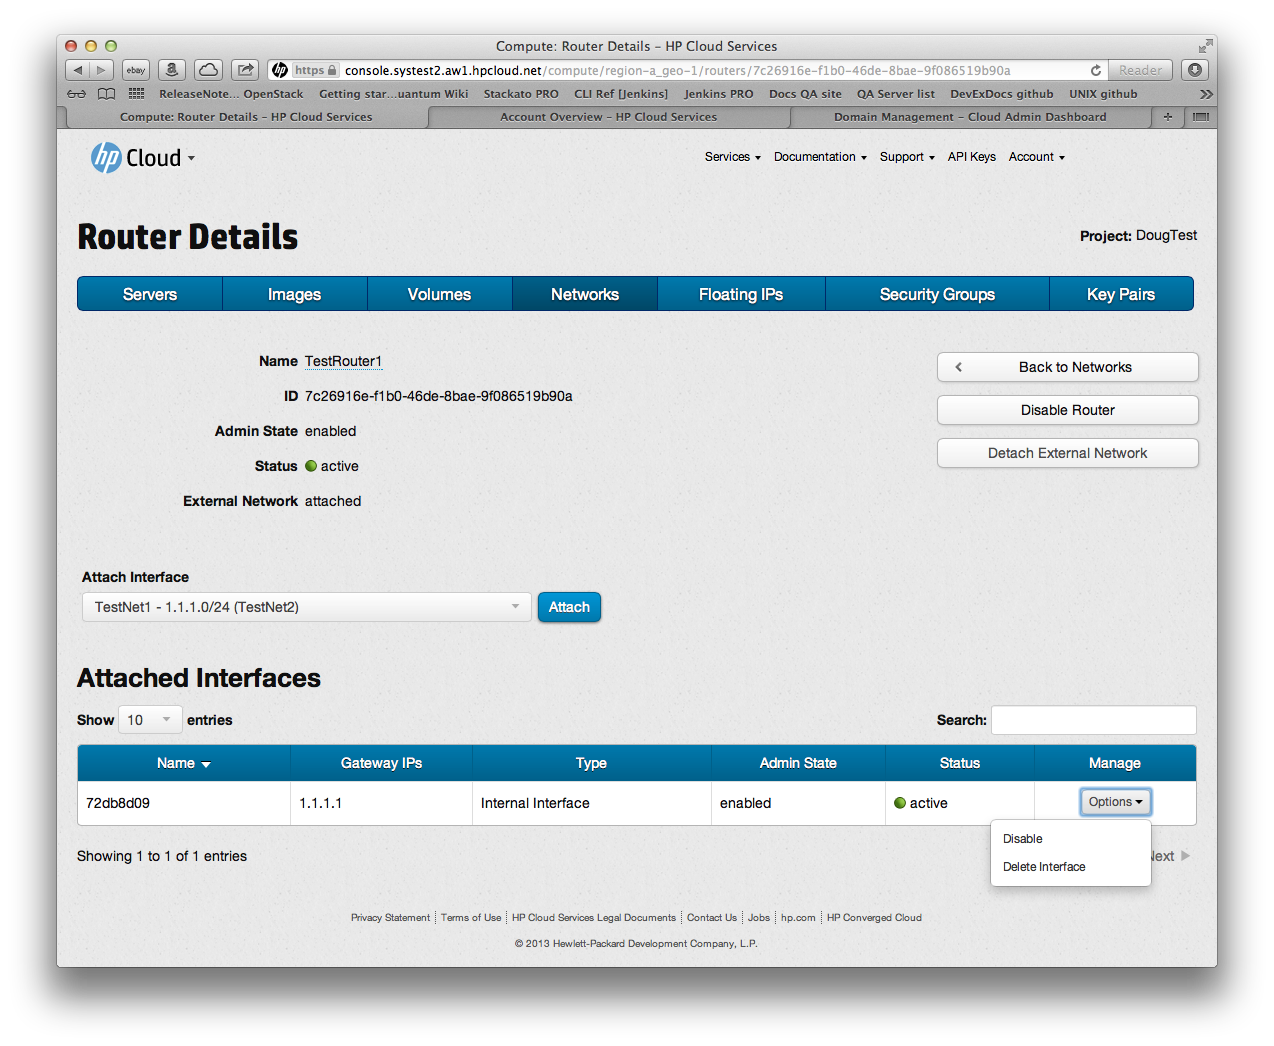 Compute: Router Details – HP Cloud Services
ebay hp https console.systest2.aw1.hpcloud.net/compute/region-a_geo-1/routers/7c26916e-f1b0-46de-8bae-9f086519b90a Reader
ReleaseNote... OpenStack Getting star...uantum Wiki Stackato PRO CLI Ref [Jenkins] Jenkins PRO Docs QA site QA Server list DevExDocs github UNIX github
Compute: Router Details – HP Cloud Services Account Overview – HP Cloud Services Domain Management – Cloud Admin Dashboard
hp Cloud Services Documentation Support API Keys Account
Router Details Project: DougTest
Servers Images Volumes Networks Floating IPs Security Groups Key Pairs
Name TestRouter1
Back to Networks
ID 7c26916e-f1b0-46de-8bae-9f086519b90a
Disable Router
Admin State enabled
Detach External Network
Status active
External Network attached
Attach Interface
TestNet1 - 1.1.1.0/24 (TestNet2) Attach
Attached Interfaces
Show 10 entries Search:
Name Gateway IPs Type Admin State Status Manage
72db8d09 1.1.1.1 Internal Interface enabled active Options
Disable
Showing 1 to 1 of 1 entries Next
Delete Interface
Privacy Statement Terms of Use HP Cloud Services Legal Documents Contact Us Jobs hp.com HP Converged Cloud
© 2013 Hewlett-Packard Development Company, L.P.